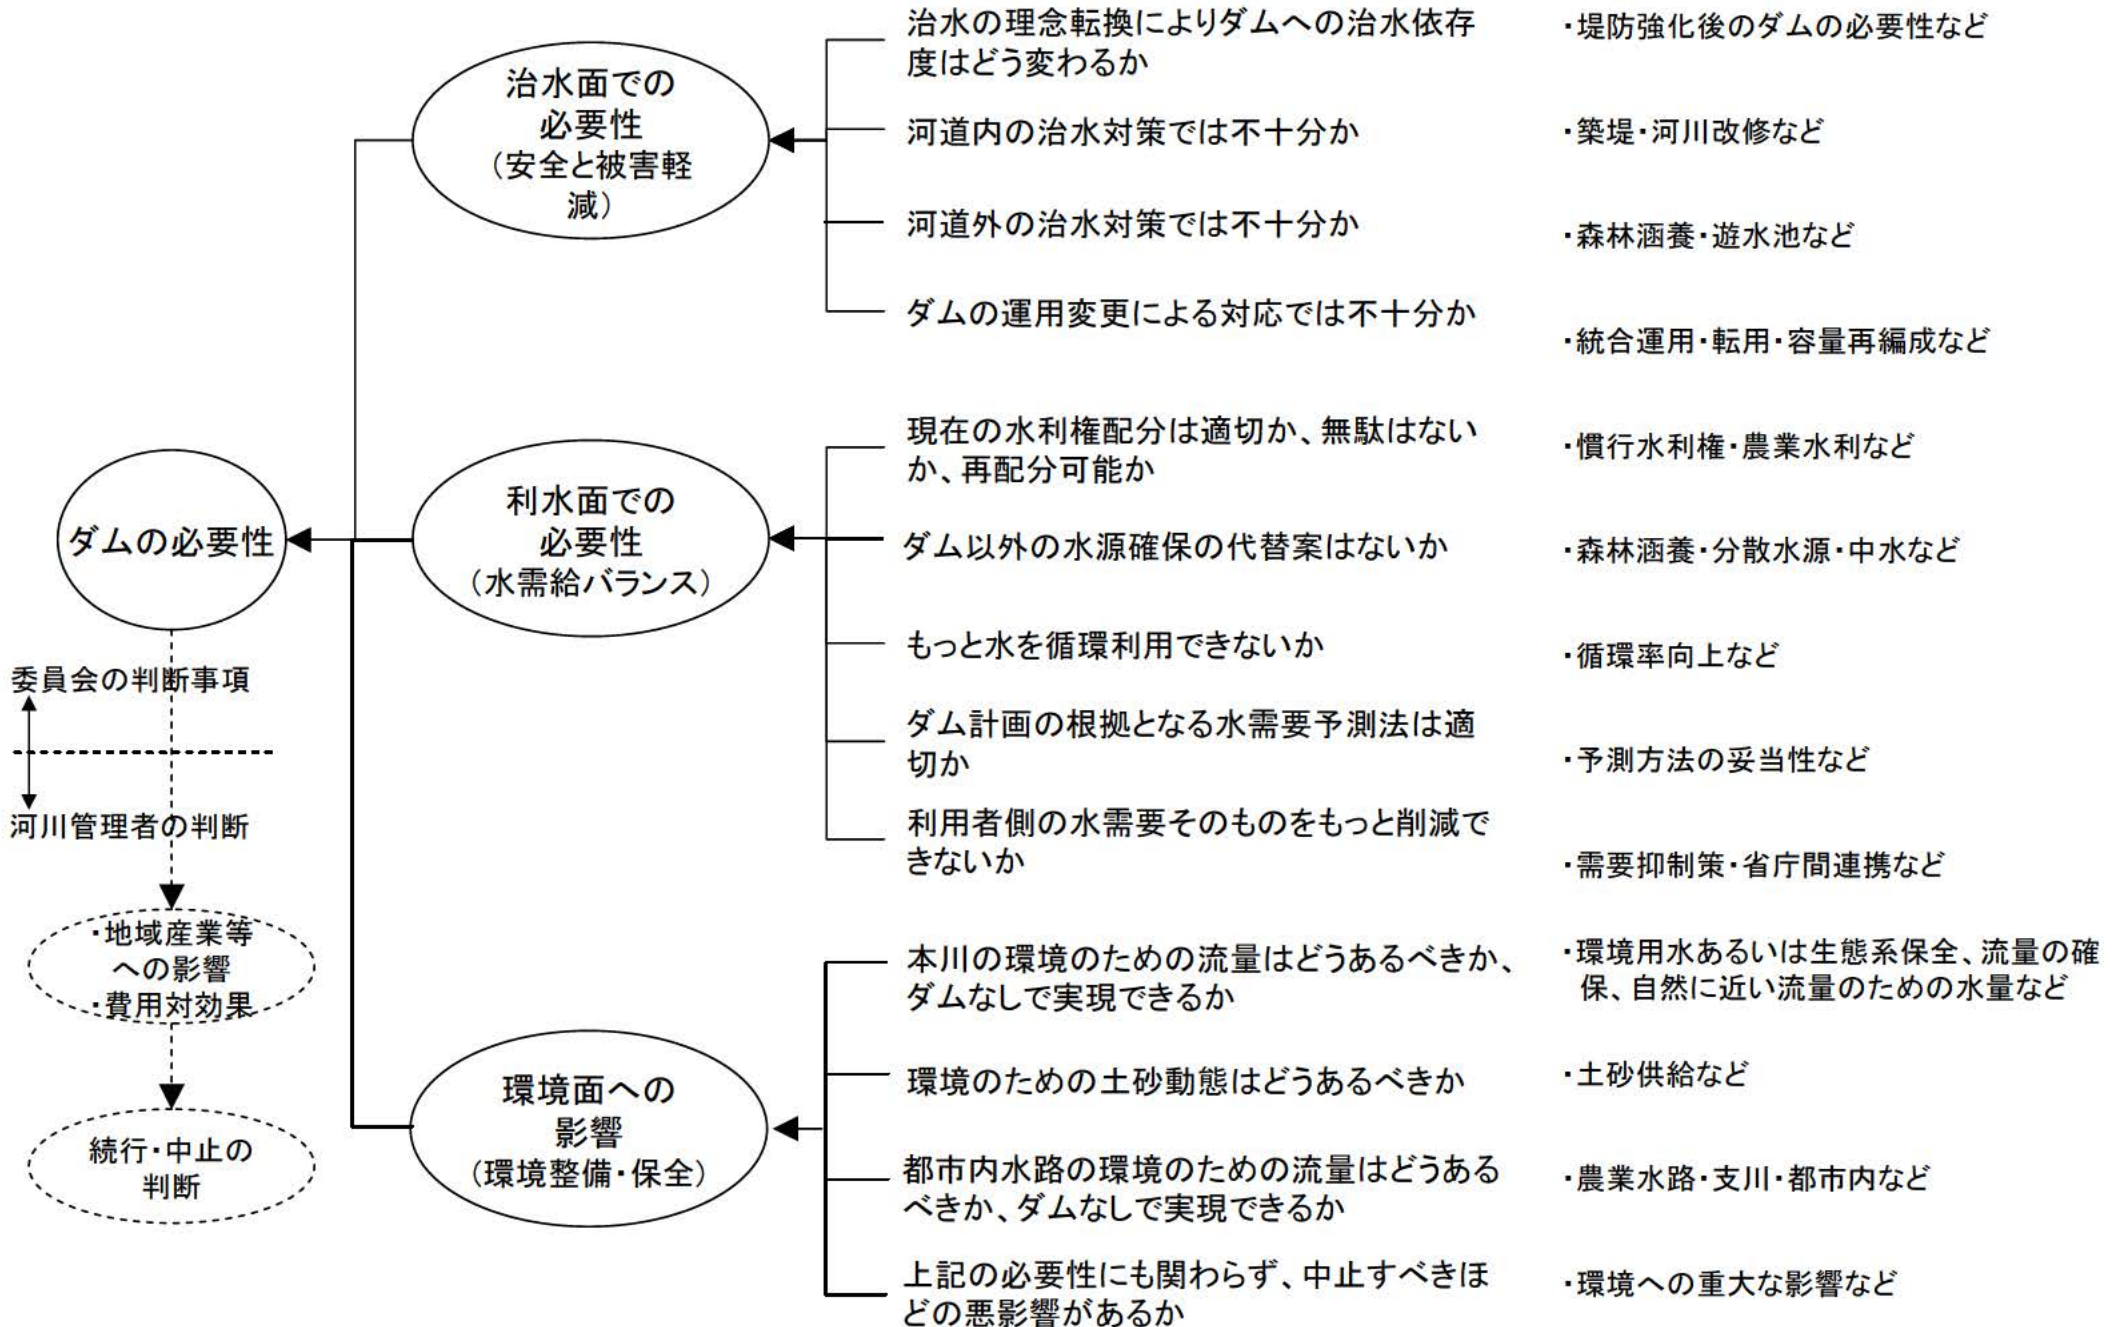 治水の理念転換によりダムへの治水依存
度はどう変わるか
・堤防強化後のダムの必要性など
治水面での
必要性
（安全と被害軽
減）
河道内の治水対策では不十分か
・築堤・河川改修など
河道外の治水対策では不十分か
・森林涵養・遊水池など
ダムの運用変更による対応では不十分か
・統合運用・転用・容量再編成など
現在の水利権配分は適切か、無駄はない
か、再配分可能か
・慣行水利権・農業水利など
利水面での
必要性
（水需給バランス）
ダムの必要性
ダム以外の水源確保の代替案はないか
・森林涵養・分散水源・中水など
もっと水を循環利用できないか
・循環率向上など
委員会の判断事項
河川管理者の判断
ダム計画の根拠となる水需要予測法は適
切か
・予測方法の妥当性など
利用者側の水需要そのものをもっと削減で
きないか
・需要抑制策・省庁間連携など
・地域産業等
への影響
・費用対効果
本川の環境のための流量はどうあるべきか、
ダムなしで実現できるか
・環境用水あるいは生態系保全、流量の確
保、自然に近い流量のための水量など
環境面への
影響
（環境整備・保全）
環境のための土砂動態はどうあるべきか
・土砂供給など
続行・中止の
判断
都市内水路の環境のための流量はどうある
べきか、ダムなしで実現できるか
・農業水路・支川・都市内など
上記の必要性にも関わらず、中止すべきほ
どの悪影響があるか
・環境への重大な影響など